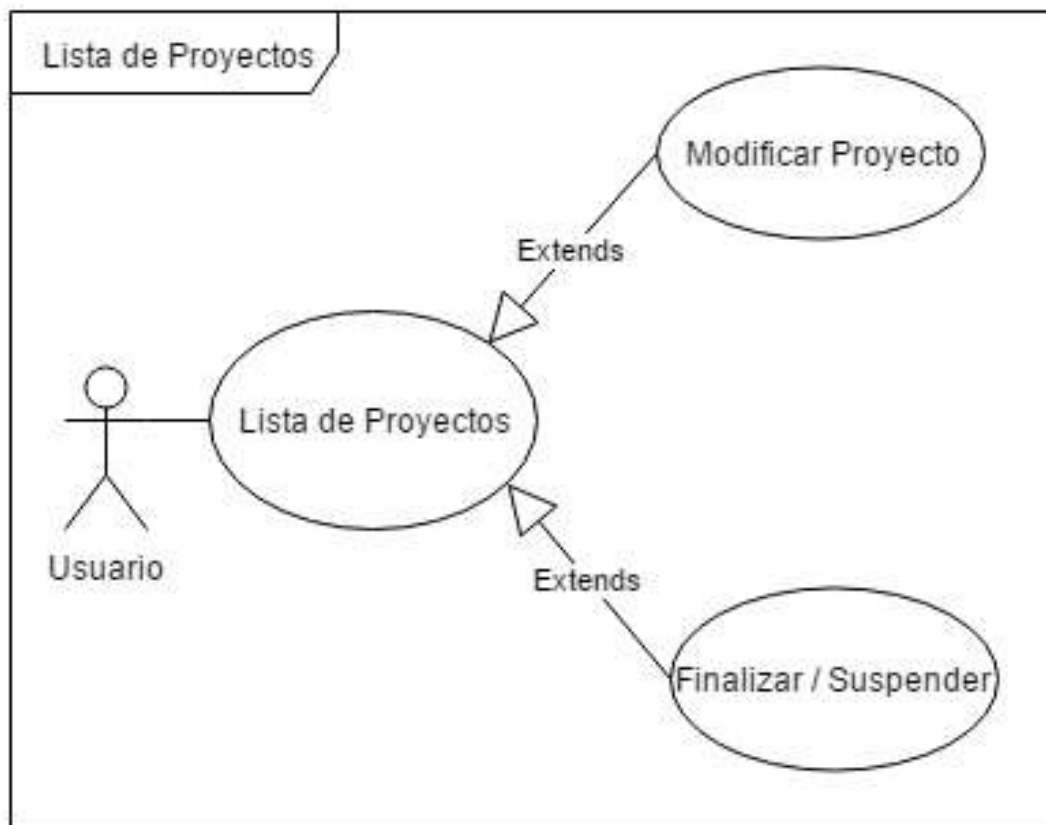 Lista de Proyectos
Modificar Proyecto
Extends
Lista de Proyectos
Usuario
Extends
Finalizar / Suspender